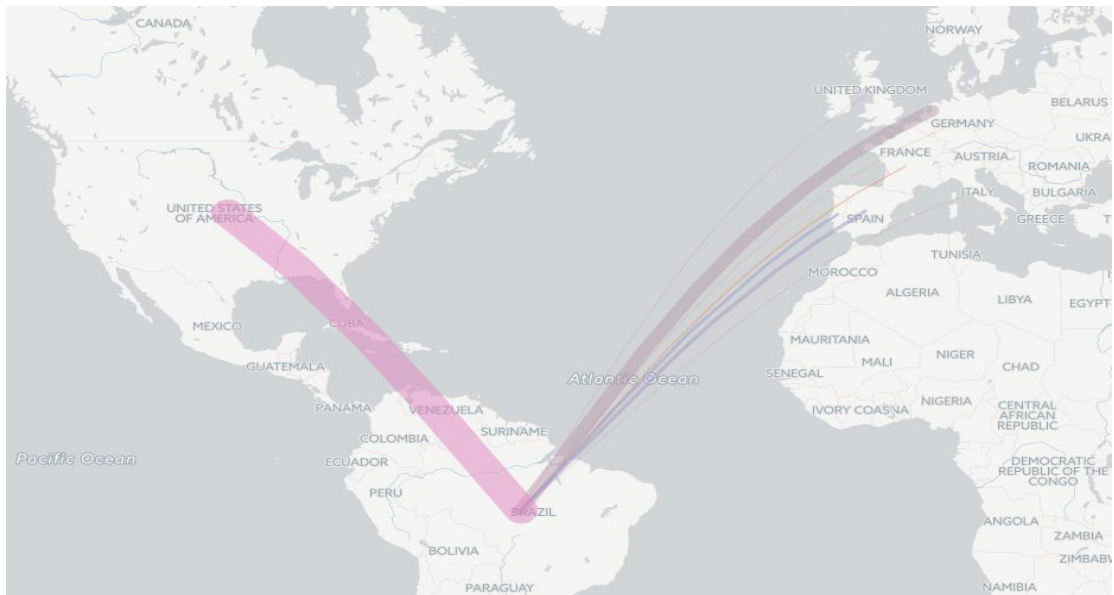 CANADA
NORWAY
UNITED KINGDOM
BELARUS
GERMANY
UKRA
FRANCE
AUSTRIA
ROMANIA
ITALY
BULGARIA
UNITED STATES
OF AMERICA
SPAIN
GREECE
T
TUNISIA
MOROCCO
ALGERIA
LIBYA
EGYPT
MEXICO
CUBA
MAURITANIA
GUATEMALA
MALI
NIGER
CHAD
SENEGAL
Atlantic Ocean
PANAMA
VENEZUELA
IVORY COASNA
NIGERIA
CENTRAL
AFRICAN
REPUBLIC
SURINAME
COLOMBIA
Pacific Ocean
ECUADOR
DEMOCRATIC
REPUBLIC OF THE
CONGO
PERU
BRAZIL
ANGOLA
ZAMBIA
BOLIVIA
ZIMBABW
PARAGUAY
NAMIBIA